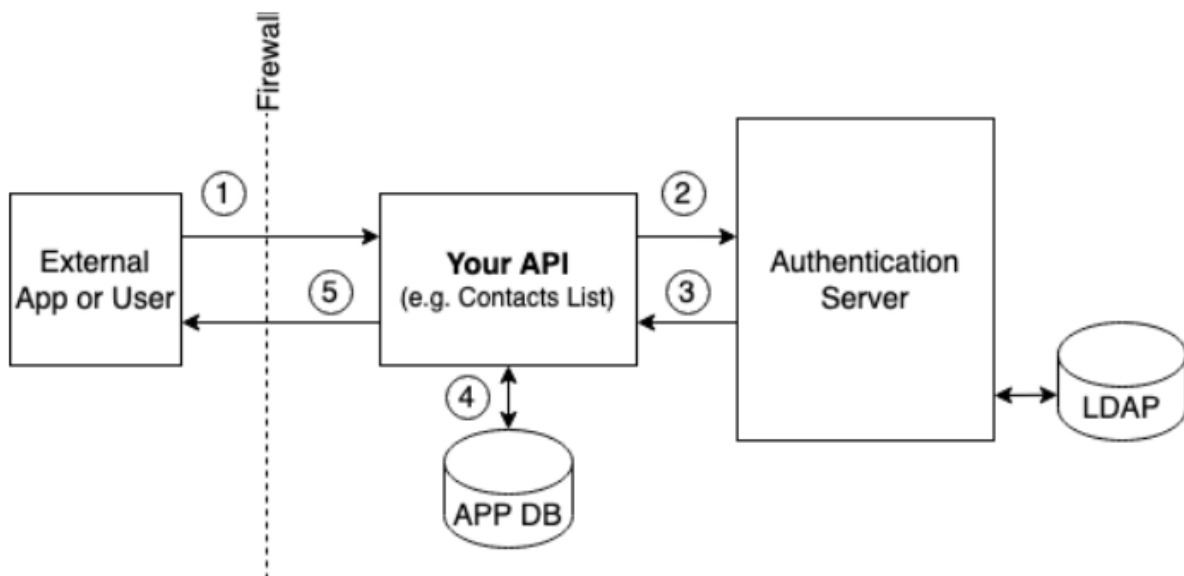 Firewall
1
2
External
App or User
Your API
(e.g. Contacts List)
Authentication
Server
5
3
4
APP DB
LDAP